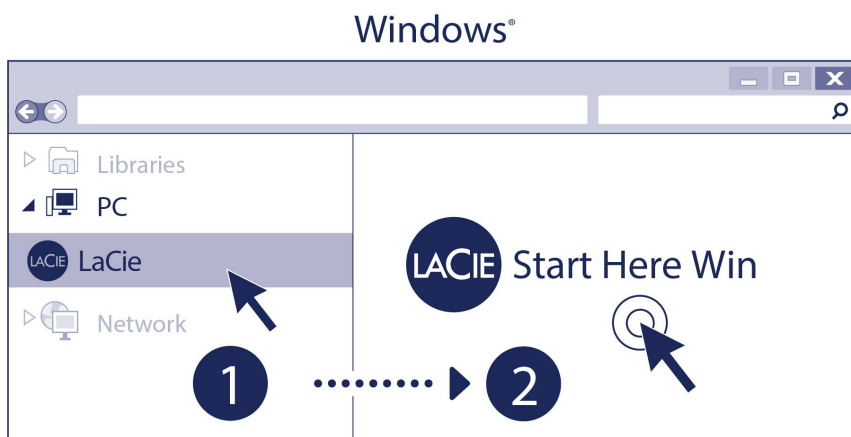 Windows®
Libraries
PC
LACIE LaCie
LACIE Start Here Win
Network
1 2